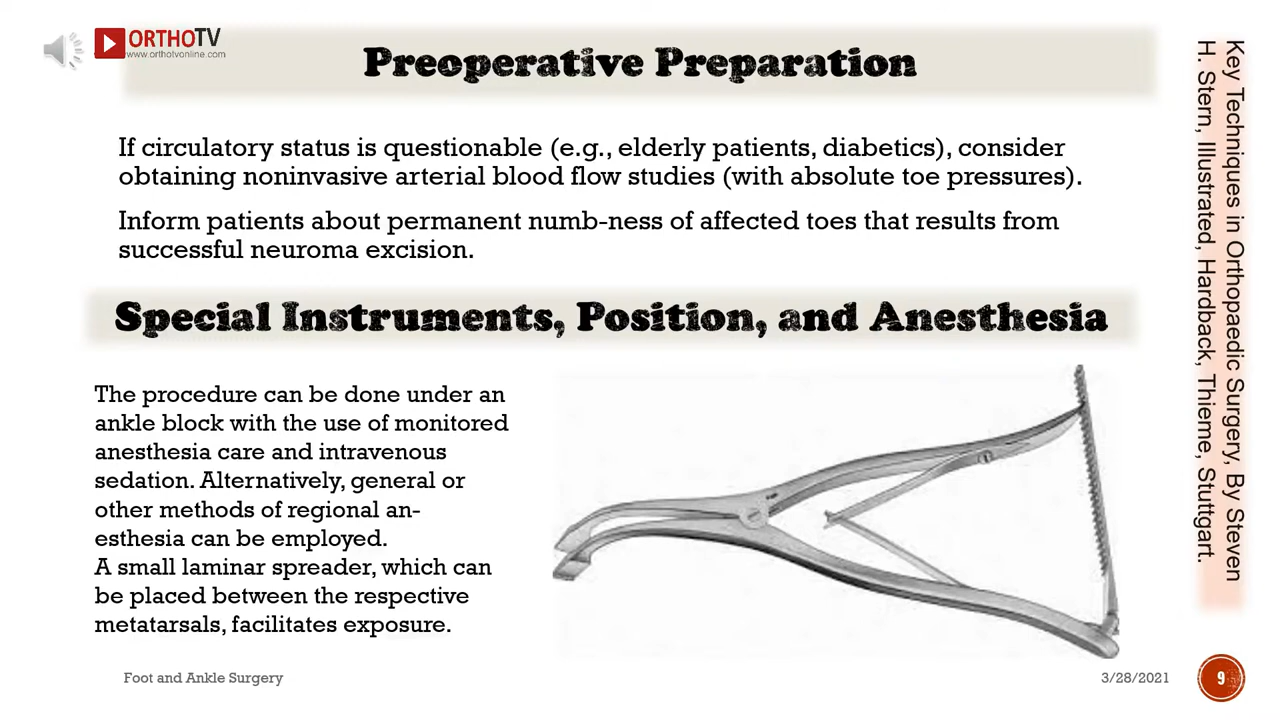 ORTHOTV
www.orthotvonline.com
Preoperative Preparation
If circulatory status is questionable (e.g., elderly patients, diabetics), consider
obtaining noninvasive arterial blood flow studies (with absolute toe pressures).
Inform patients about permanent numb-ness of affected toes that results from
successful neuroma excision.
Special Instruments, Position, and Anesthesia
The procedure can be done under an
ankle block with the use of monitored
anesthesia care and intravenous
sedation. Alternatively, general or
other methods of regional an-
esthesia can be employed.
A small laminar spreader, which can
be placed between the respective
metatarsals, facilitates exposure.
Key Techniques in Orthopaedic Surgery, By Steven
H. Stern, Illustrated, Hardback, Thieme, Stuttgart.
Foot and Ankle Surgery
3/28/2021
9